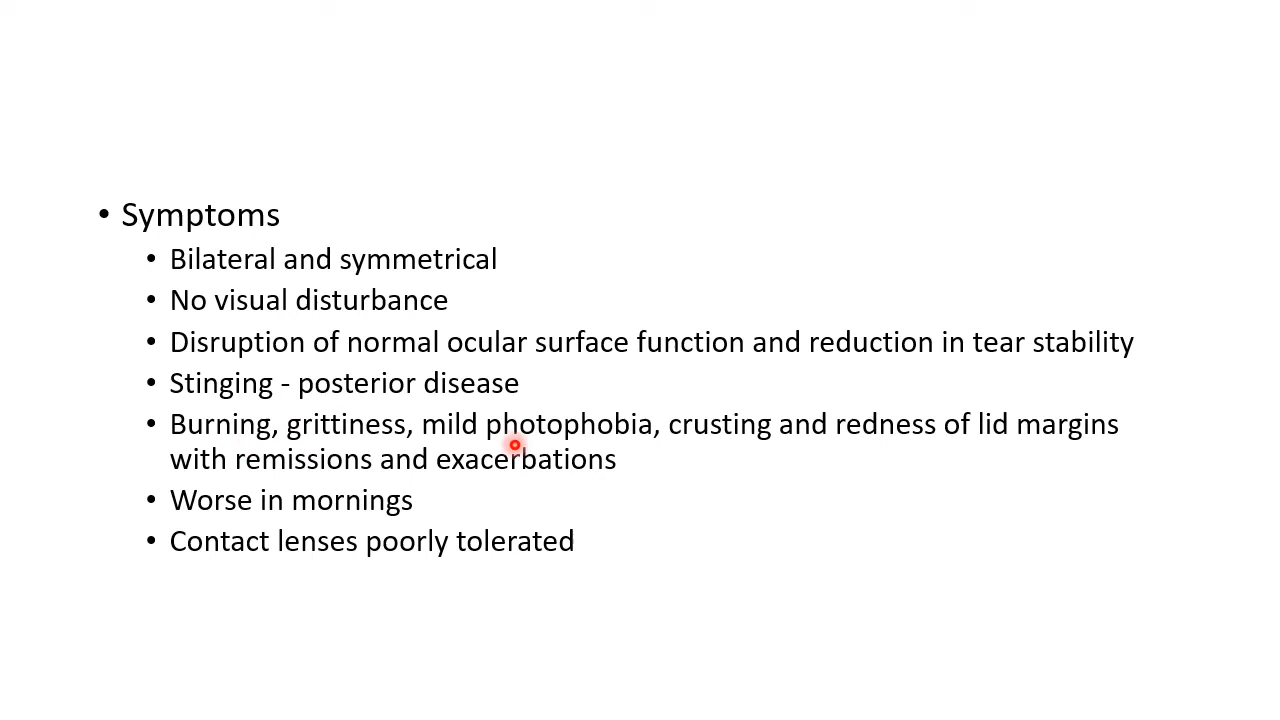 • Symptoms
• Bilateral and symmetrical
• No visual disturbance
• Disruption of normal ocular surface function and reduction in tear stability
• Stinging - posterior disease
• Burning, grittiness, mild photophobia, crusting and redness of lid margins
with remissions and exacerbations
• Worse in mornings
• Contact lenses poorly tolerated